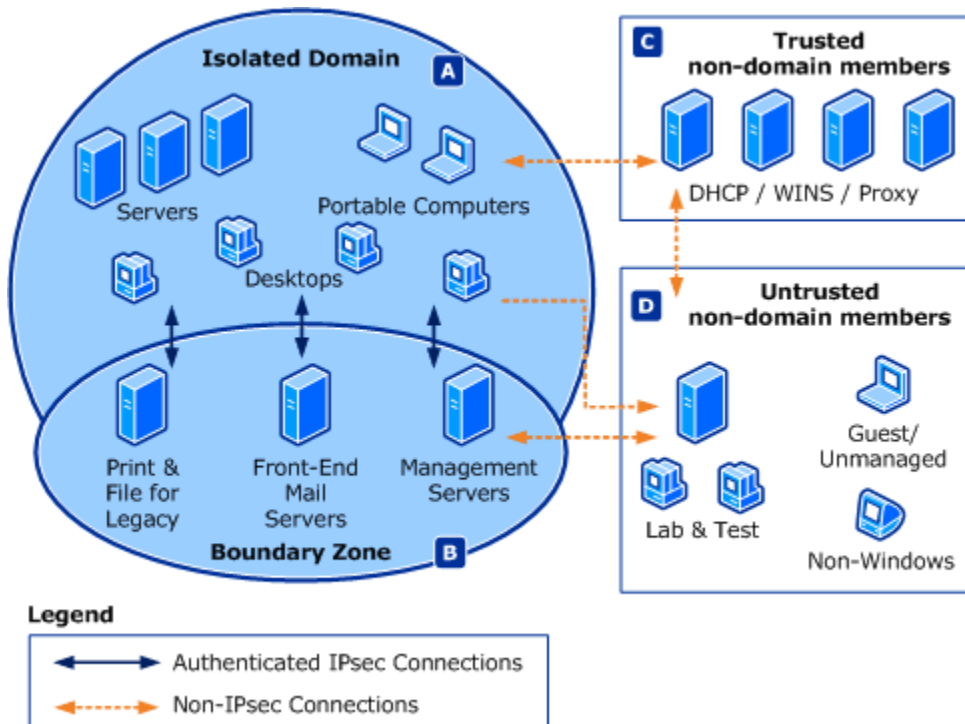 Isolated Domain
A
Servers
Portable Computers
Desktops
Print &
File for
Legacy
Front-End
Mail
Servers
Management
Servers
Boundary Zone
B
C
Trusted
non-domain
members
DHCP / WINS / Proxy
D
Untrusted
non-domain members
Guest/
Unmanaged
Lab & Test
Non-Windows
Legend
Authenticated IPsec Connections
Non-IPsec Connections